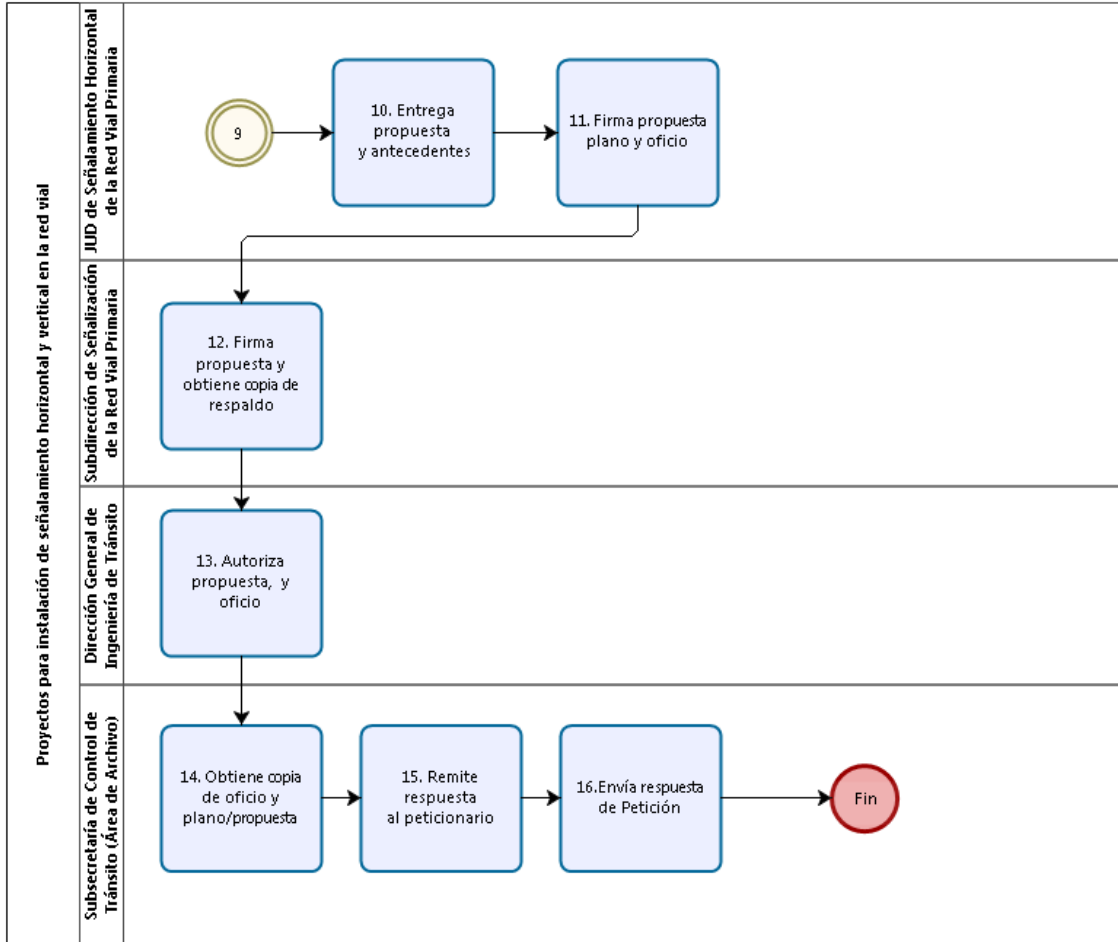 Proyectos para instalación de señalamiento horizontal y vertical en la red vial
JUD de Señalamiento Horizontal
de la Red Vial Primaria
9
10. Entrega
propuesta
y antecedentes
11. Firma propuesta
plano y oficio
Subdirección de Señalización
de la Red Vial Primaria
12. Firma
propuesta y
obtiene copia de
respaldo
Dirección General de
Ingeniería de Tránsito
13. Autoriza
propuesta, y
oficio
Subsecretaría de Control de
Tránsito (Área de Archivo)
14. Obtiene copia
de oficio y
plano/propuesta
15. Remite
respuesta
al peticionario
16.Envía respuesta
de Petición
Fin